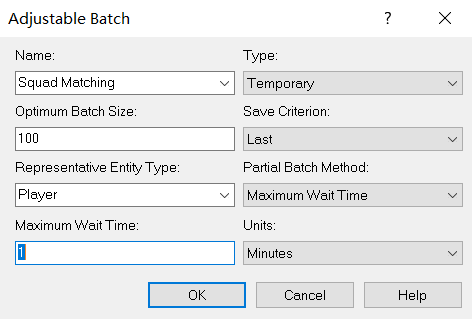 Adjustable Batch
Name: Type:
Squad Matching Temporary
Optimum Batch Size: Save Criterion:
100 Last
Representative Entity Type: Partial Batch Method:
Player Maximum Wait Time
Maximum Wait Time: Units:
1 Minutes
OK Cancel Help